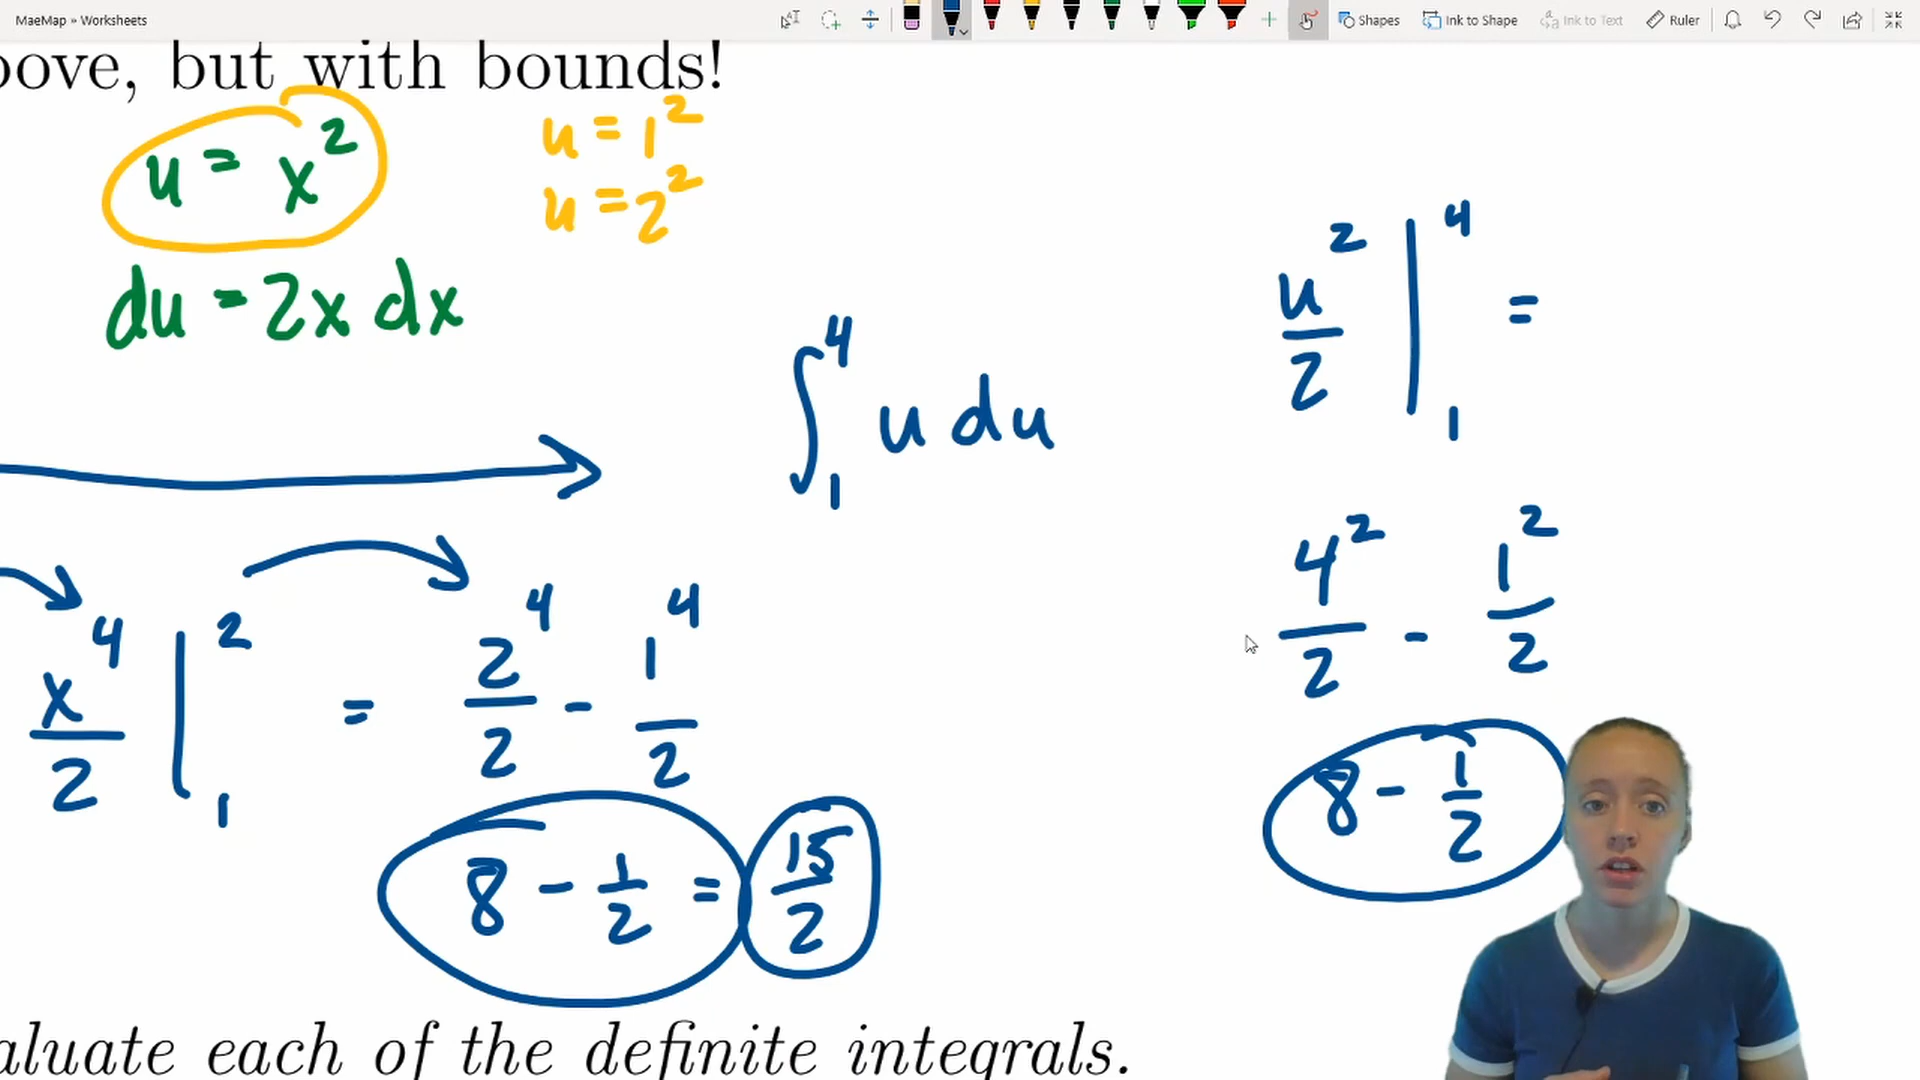 MaeMap » Worksheets
Shapes Ink to Shape Ink to Text Ruler
bove, but with bounds!
u = x²
u = 1²
u = 2²
du = 2x dx
∫₁⁴ u du
u²/2 |₁⁴ =
4²/2 - 1²/2
8 - 1/2
x⁴/2 |₁² = 2⁴/2 - 1⁴/2
8 - 1/2 = 15/2
aluate each of the definite integrals.